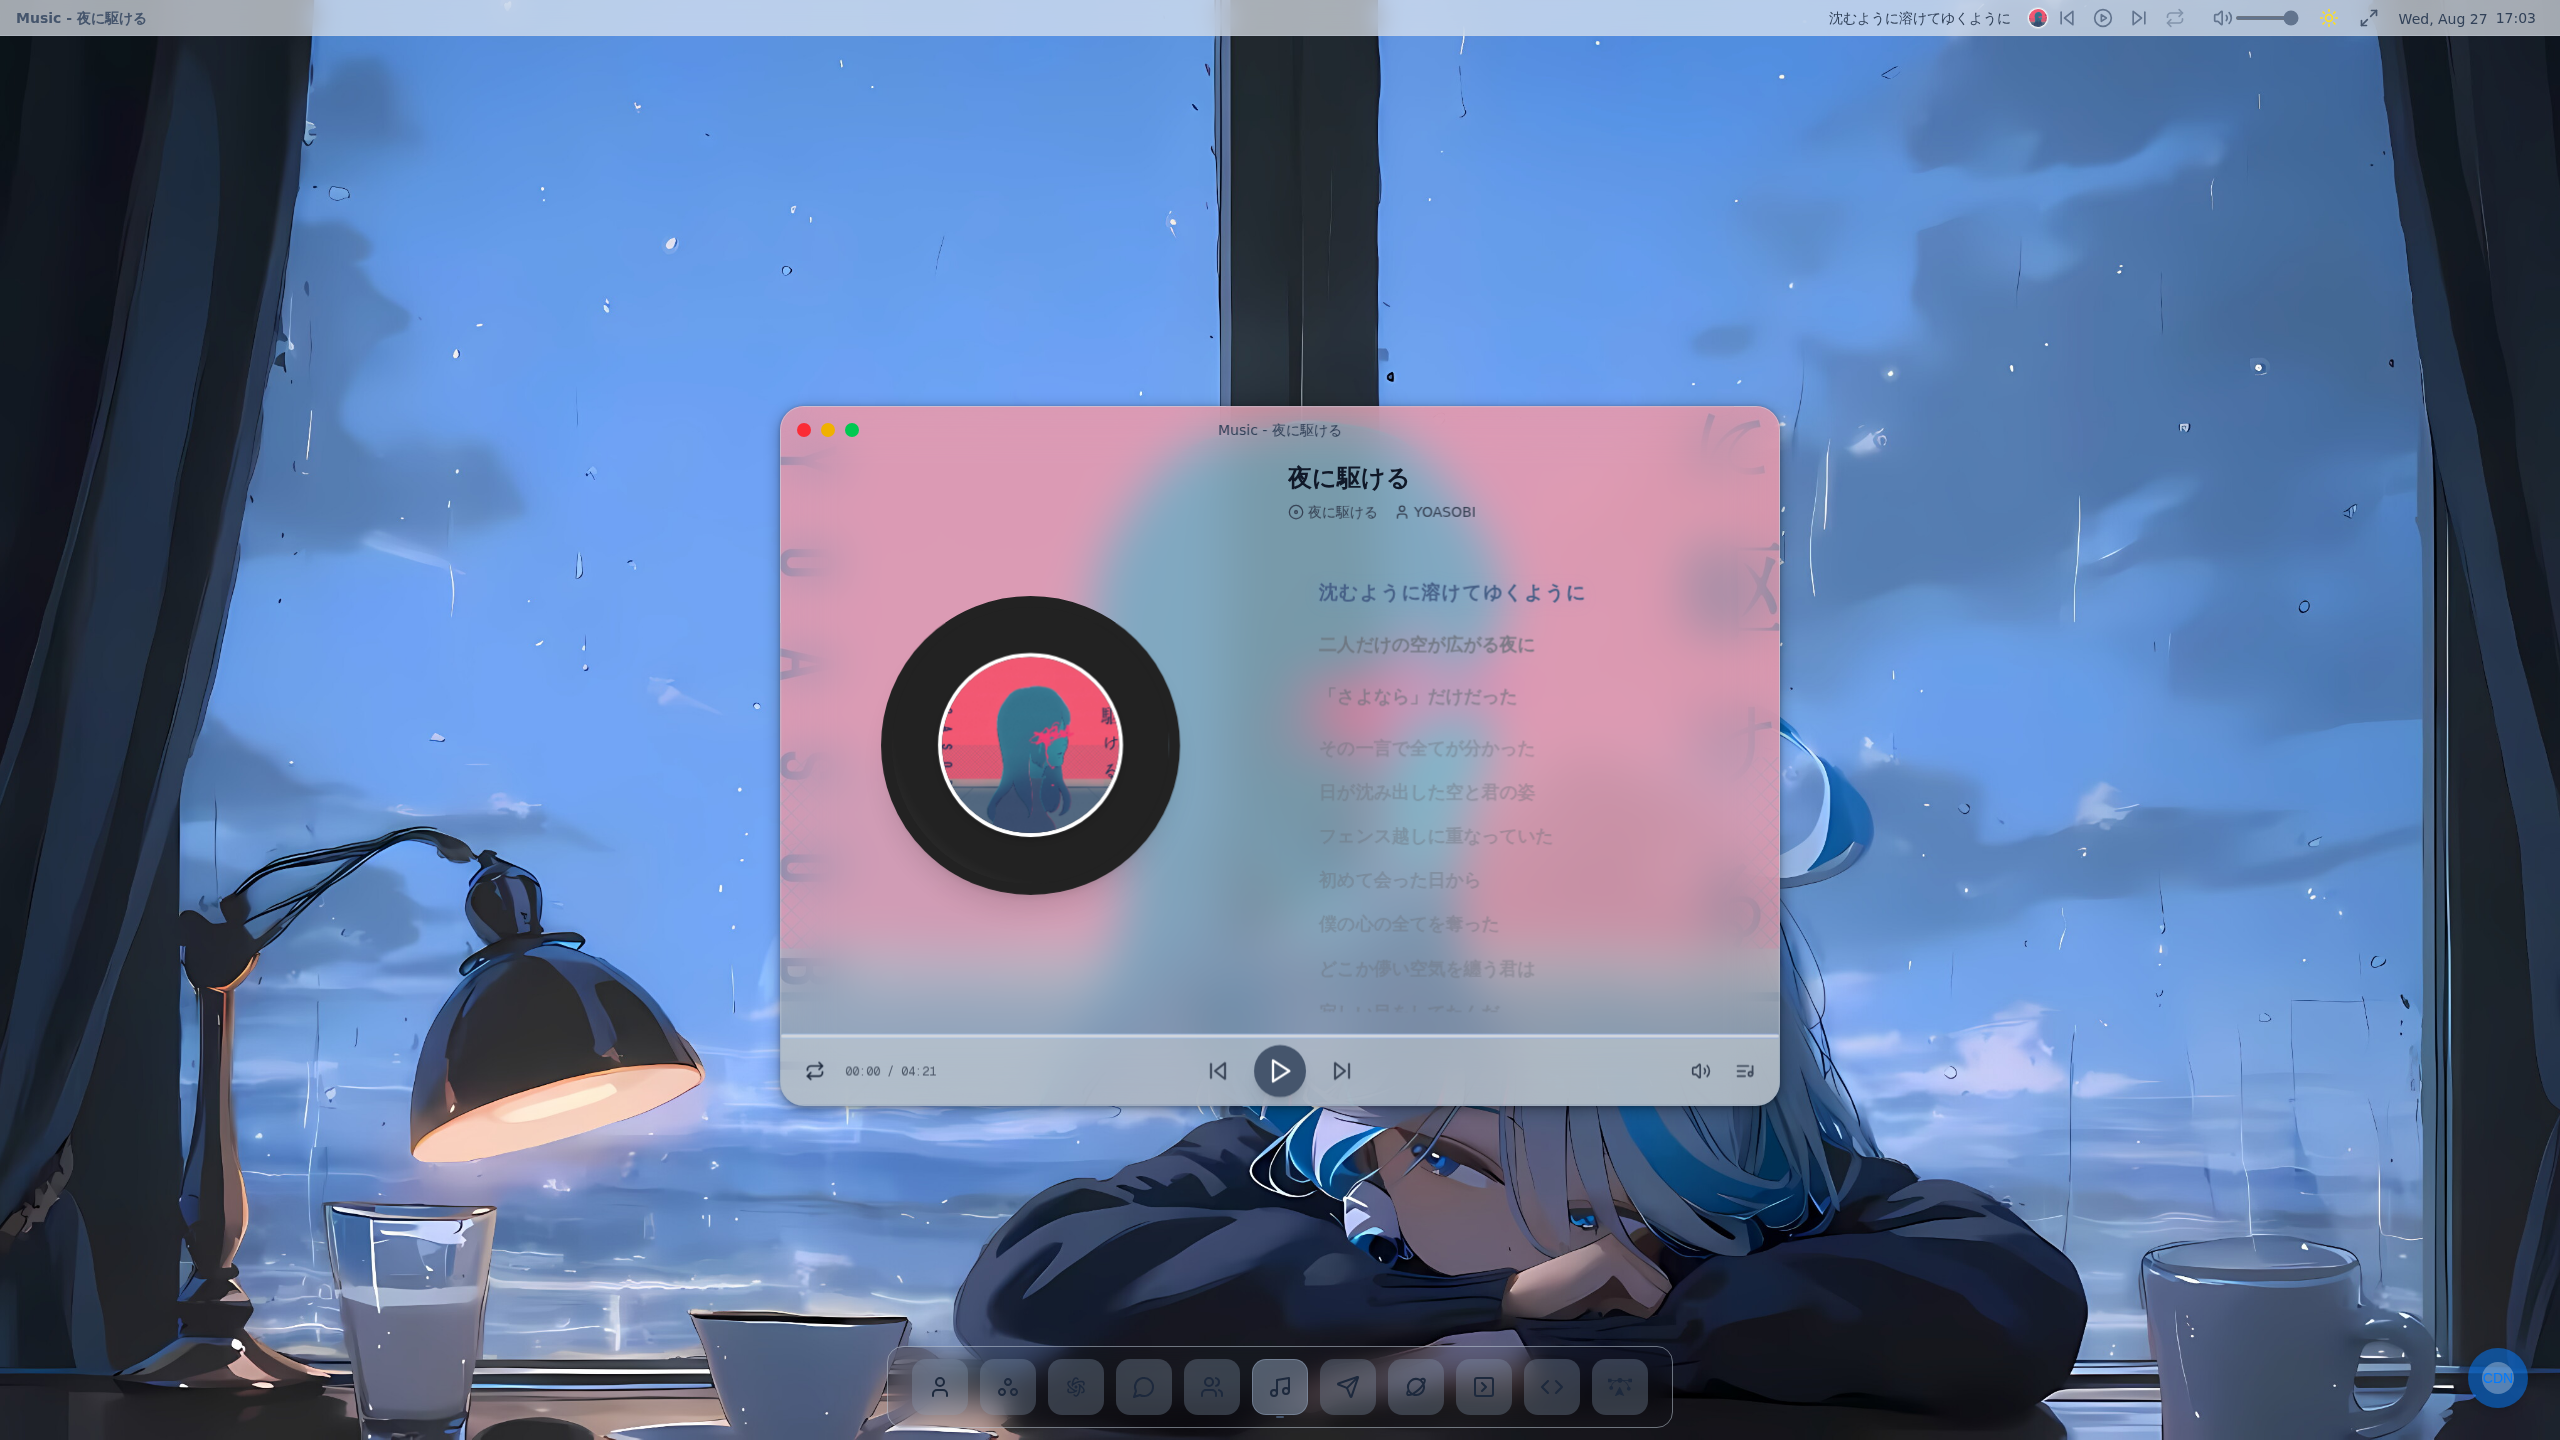 Music - 夜に駆ける
沈むように溶けてゆくように
Wed, Aug 27 17:03
Music - 夜に駆ける
夜に駆ける
夜に駆ける YOASOBI
沈むように溶けてゆくように
二人だけの空が広がる夜に
「さよなら」だけだった
その一言で全てが分かった
日が沈み出した空と君の姿
フェンス越しに重なっていた
初めて会った日から
僕の心の全てを奪った
どこか儚い空気を纏う君は
駆ける
00:00 / 04:21
CDN